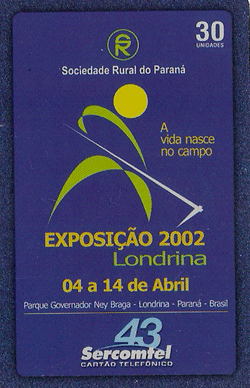 30
UNIDADES
SR
Sociedade Rural do Paraná
A
vida nasce
no campo
EXPOSIÇÃO 2002
Londrina
04 a 14 de Abril
Parque Governador Ney Braga - Londrina - Paraná - Brasil
43
Sercomtel
CARTÃO TELEFÔNICO